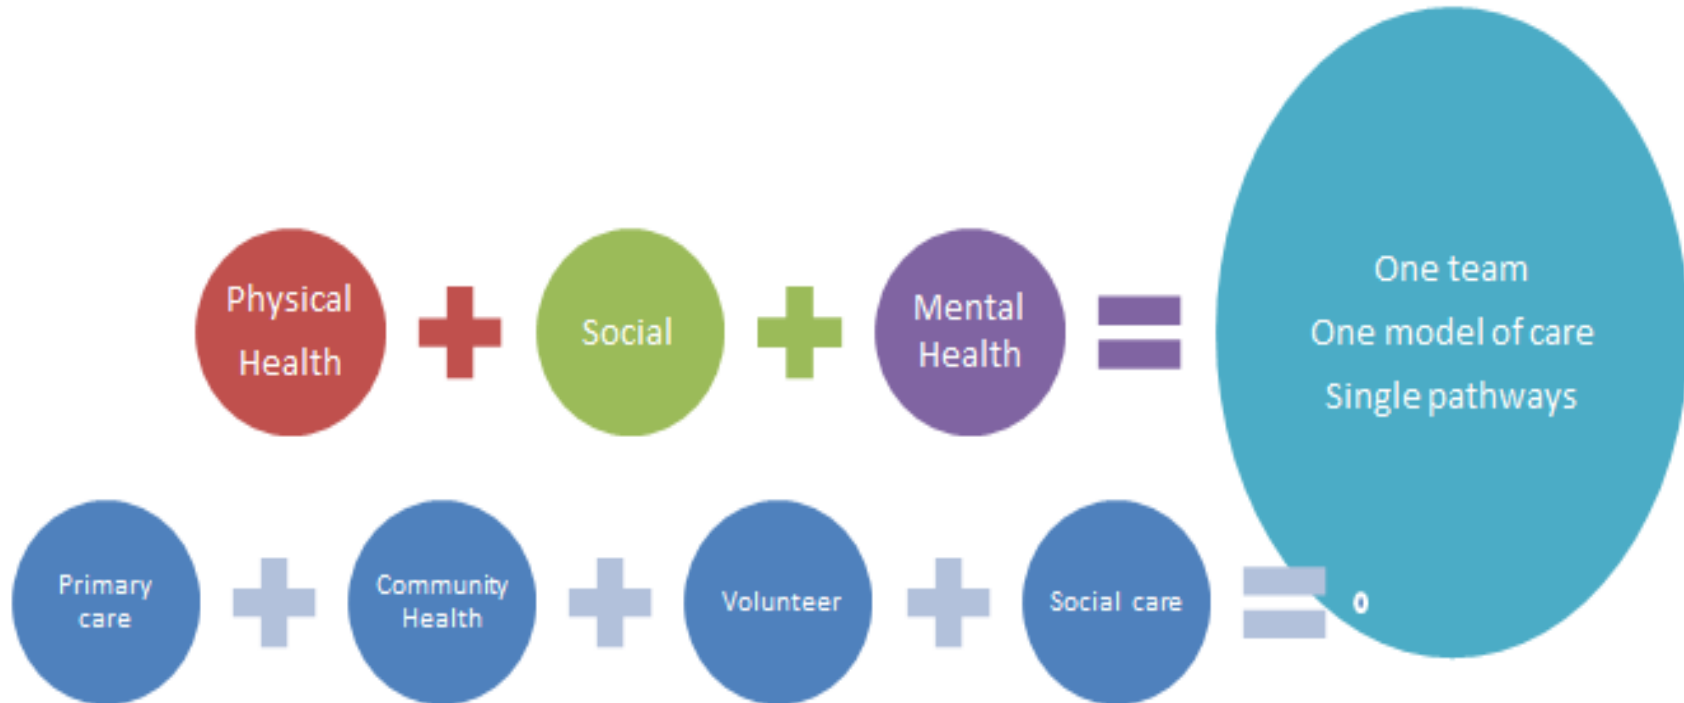 Physical
Health
+
Social
+
Mental
Health
=
One team
One model of care
Single pathways
Primary
care
+
Community
Health
+
Volunteer
+
Social care
=
0